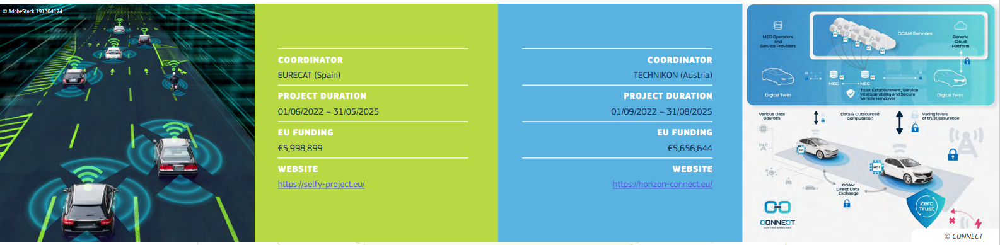 © AdobeStock 191304174
COORDINATOR
EURECAT (Spain)
PROJECT DURATION
01/06/2022 – 31/05/2025
EU FUNDING
€5,998,899
WEBSITE
https://selfy-project.eu/
COORDINATOR
TECHNIKON (Austria)
PROJECT DURATION
01/09/2022 – 31/08/2025
EU FUNDING
€5,656,644
WEBSITE
https://horizon-connect.eu/
MEC Operators
and
Service Providers
CCAM Services
Generic
Cloud
Platform
Digital Twin
MEC
MEC
Trust Establishment, Service
Interoperability and Secure
Vehicle Handover
Digital Twin
Various Data
Sources
Data & Outsourced
Computation
Varing levels
of trust assurance
RoT
RoT
CCAM
Direct Data
Exchange
Zero
Trust
CONNECT
CCAM TRUST & RESILIENCE
© CONNECT